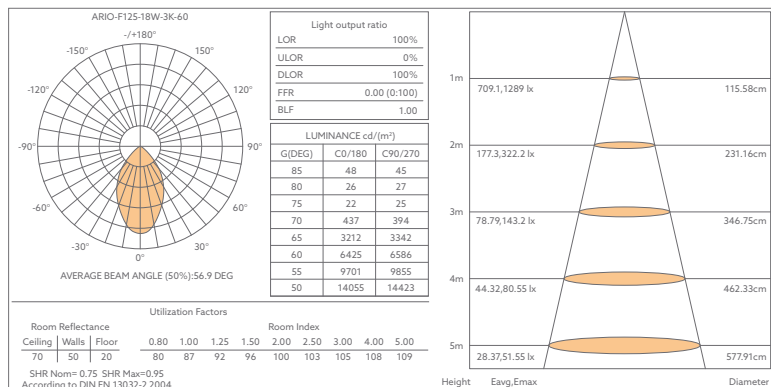 ARIO-F125-18W-3K-60
-/+180°
-150° 150°
-120° 120°
-90° 90°
-60° 60°
-30° 30°
0°
AVERAGE BEAM ANGLE (50%):56.9 DEG
Light output ratio
LOR 100%
ULOR 0%
DLOR 100%
FFR 0.00 (0:100)
BLF 1.00
LUMINANCE cd/(m²)
G(DEG) C0/180 C90/270
85 48 45
80 26 27
75 22 25
70 437 394
65 3212 3342
60 6425 6586
55 9701 9855
50 14055 14423
Utilization Factors
Room Reflectance Room Index
Ceiling Walls Floor 0.80 1.00 1.25 1.50 2.00 2.50 3.00 4.00 5.00
70 50 20 80 87 92 96 100 103 105 108 109
SHR Nom= 0.75 SHR Max=0.95
According to DIN EN 13032-2 2004
1m
709.1,1289 lx 115.58cm
2m
177.3,322.2 lx 231.16cm
3m
78.79,143.2 lx 346.75cm
4m
44.32,80.55 lx 462.33cm
5m
28.37,51.55 lx 577.91cm
Height Eavg,Emax Diameter